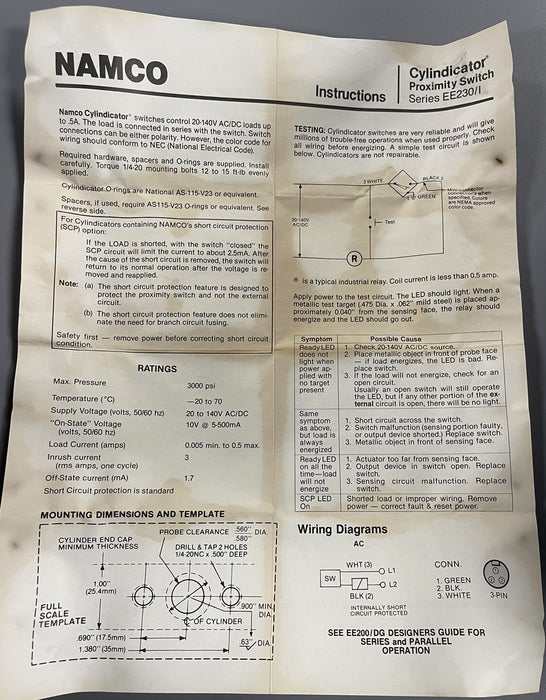 NAMCO
Instructions
Cylindicator®
Proximity Switch
Series EE230/I
Namco Cylindicator® switches control 20-140V AC/DC loads up
to .5A. The load is connected in series with the switch. Switch
connections can be either polarity. However, the color code for
wiring should conform to NEC (National Electrical Code).
Required hardware, spacers and O-rings are supplied. Install
carefully. Torque 1/4-20 mounting bolts 12 to 15 ft-lb evenly
applied.
Cylindicator O-rings are National AS-115-V23 or equivalent.
Spacers, if used, require AS115-V23 O-rings or equivalent. See
reverse side.
For Cylindicators containing NAMCO's short circuit protection
(SCP) option:
If the LOAD is shorted, with the switch "closed" the
SCP circuit will limit the current to about 2.5mA. After
the cause of the short is removed, the switch will
return to its normal operation after the voltage is re-
moved and reapplied.
Note: (a) The short circuit protection feature is designed to
protect the proximity switch and not the external
circuit.
(b) The short circuit protection feature does not elimi-
nate the need for branch circuit fusing.
Safety first — remove power before correcting short circuit
condition.
RATINGS
Max. Pressure 3000 psi
Temperature (°C) —20 to 70
Supply Voltage (volts, 50/60 hz) 20 to 140V AC/DC
"On-State" Voltage 10V @ 5-500mA
(volts, 50/60 hz)
Load Current (amps) 0.005 min. to 0.5 max.
Inrush current 3
(rms amps, one cycle)
Off-State current (mA) 1.7
Short Circuit protection is standard
MOUNTING DIMENSIONS AND TEMPLATE
CYLINDER END CAP
MINIMUM THICKNESS
PROBE CLEARANCE .560" DIA.
.580"
DRILL & TAP 2 HOLES
1/4-20NC x .500" DEEP
1.00"
(25.4mm)
FULL
SCALE
TEMPLATE
.900" MIN.
DIA.
℄ OF CYLINDER
.690" (17.5mm)
1.380" (35mm)
.63" DIA.
TESTING: Cylindicator switches are very reliable and will give
millions of trouble-free operations when used properly. Check
all wiring before energizing. A simple test circuit is shown
below. Cylindicators are not repairable.
3 WHITE
BLACK 2
1 GREEN
Mini-connector
connections when
specified. Colors
are NEMA approved
color code.
20-140V
AC/DC
Test
R
® is a typical industrial relay. Coil current is less than 0.5 amp.
Apply power to the test circuit. The LED should light. When a
metallic test target (.475 Dia. x .062" mild steel) is placed ap-
proximately 0.040" from the sensing face, the relay should
energize and the LED should go out.
Symptom Possible Cause
Ready LED
does not
light when
power ap-
plied with
no target
present
1. Check 20-140V AC/DC source.
2. Place metallic object in front of probe face
— if load energizes, the LED is bad. Re-
place switch.
3. If the load will not energize, check for an
open circuit.
Usually an open switch will still operate
the LED, but if any other portion of the ex-
ternal circuit is open, there will be no light.
Same
symptom
as above,
but load is
always
energized
1. Short circuit across the switch.
2. Switch malfunction (sensing portion faulty,
or output device shorted.) Replace switch.
3. Metallic object in front of sensing face.
Ready LED
on all the
time—load
will not
energize
1. Actuator too far from sensing face.
2. Output device in switch open. Replace
switch.
3. Sensing circuit malfunction. Replace
switch.
SCP LED
On
Shorted load or improper wiring. Remove
power — correct fault & reset power.
Wiring Diagrams
AC
SW
WHT (3)
L1
L2
BLK (2)
INTERNALLY SHORT
CIRCUIT PROTECTED
CONN.
1. GREEN
2. BLK.
3. WHITE
3-PIN
SEE EE200/DG DESIGNERS GUIDE FOR
SERIES and PARALLEL
OPERATION